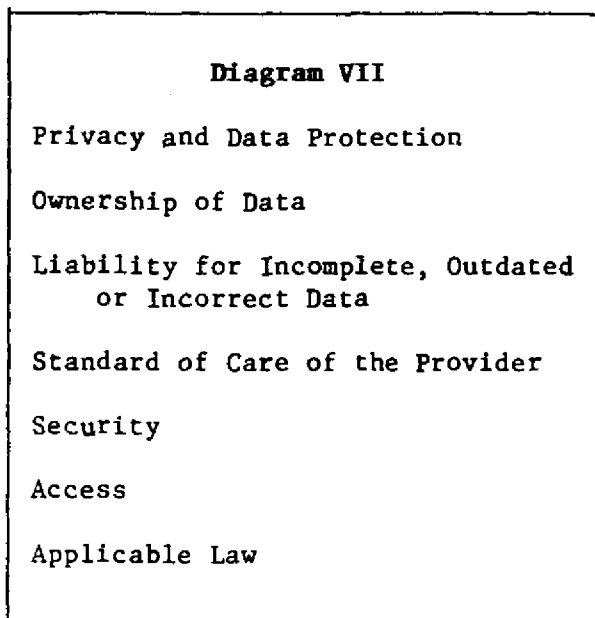 Diagram VII
Privacy and Data Protection
Ownership of Data
Liability for Incomplete, Outdated
or Incorrect Data
Standard of Care of the Provider
Security
Access
Applicable Law